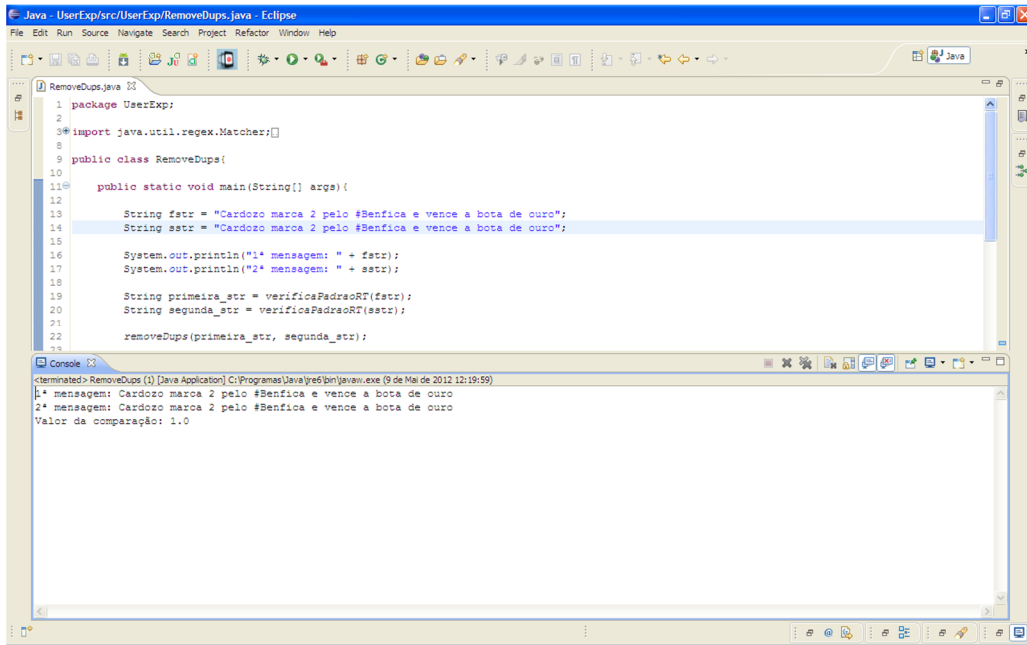 Java - UserExp/src/UserExp/RemoveDups.java - Eclipse
File Edit Run Source Navigate Search Project Refactor Window Help
Java
RemoveDups.java
1 package UserExp;
2
3 import java.util.regex.Matcher;
8
9 public class RemoveDups{
10
11 public static void main(String[] args){
12
13 String fstr = "Cardozo marca 2 pelo #Benfica e vence a bota de ouro";
14 String sstr = "Cardozo marca 2 pelo #Benfica e vence a bota de ouro";
15
16 System.out.println("1ª mensagem: " + fstr);
17 System.out.println("2ª mensagem: " + sstr);
18
19 String primeira_str = verificaPadraoRT(fstr);
20 String segunda_str = verificaPadraoRT(sstr);
21
22 removeDups(primeira_str, segunda_str);
23
Console
<terminated> RemoveDups (1) [Java Application] C:\Programas\Java\jre6\bin\javaw.exe (9 de Mai de 2012 12:19:59)
1ª mensagem: Cardozo marca 2 pelo #Benfica e vence a bota de ouro
2ª mensagem: Cardozo marca 2 pelo #Benfica e vence a bota de ouro
Valor da comparação: 1.0